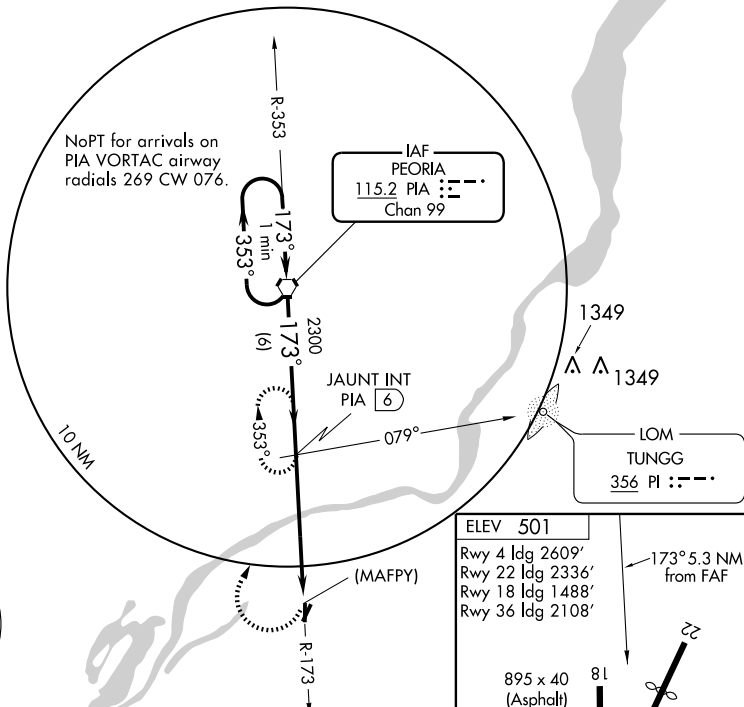 R-353
NoPT for arrivals on
PIA VORTAC airway
radials 269 CW 076.
IAF
PEORIA
115.2 PIA
Chan 99
173°
1 min
353°
2300
173°
(6)
1349
1349
JAUNT INT
PIA 6
353°
079°
10 NM
LOM
TUNGG
356 PI
(MAFPY)
R-173
ELEV 501
Rwy 4 ldg 2609'
Rwy 22 ldg 2336'
Rwy 18 ldg 1488'
Rwy 36 ldg 2108'
173° 5.3 NM
from FAF
22
18
895 x 40
(Asphalt)